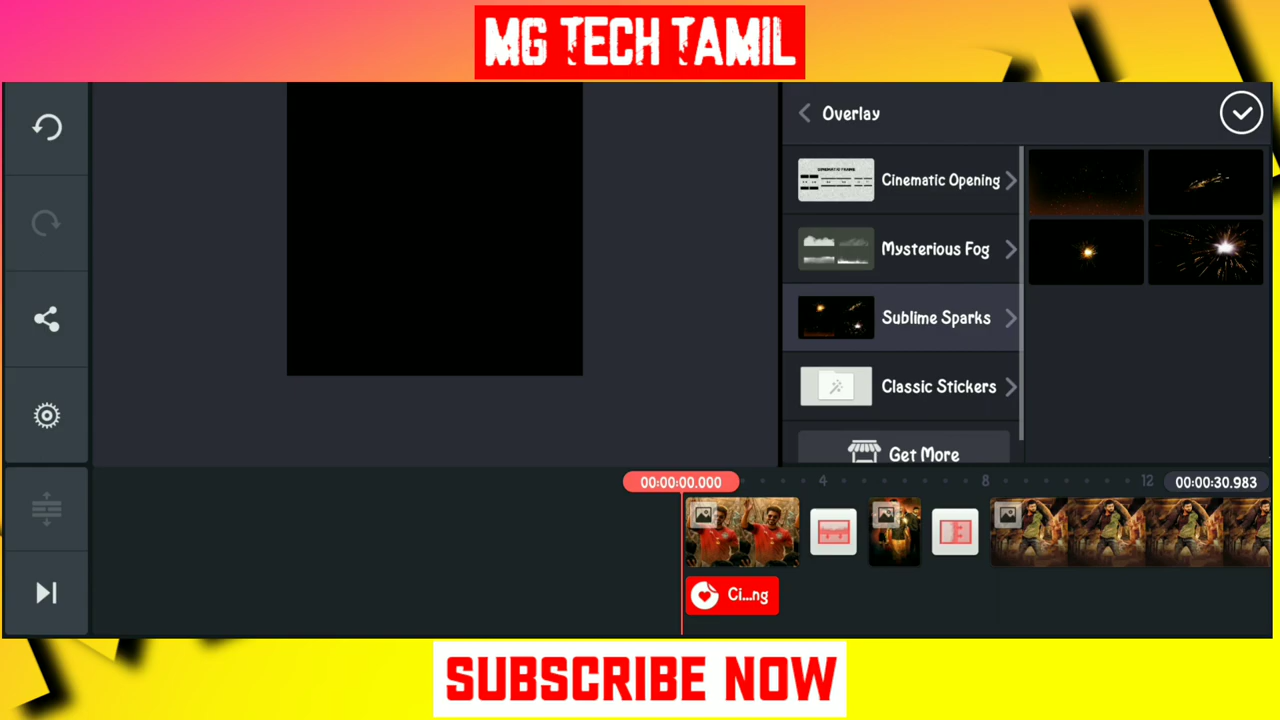 MG TECH TAMIL
Overlay
Cinematic Opening
Mysterious Fog
Sublime Sparks
Classic Stickers
Get More
00:00:00.000
4
8
12
00:00:30.983
Ci...ng
SUBSCRIBE NOW